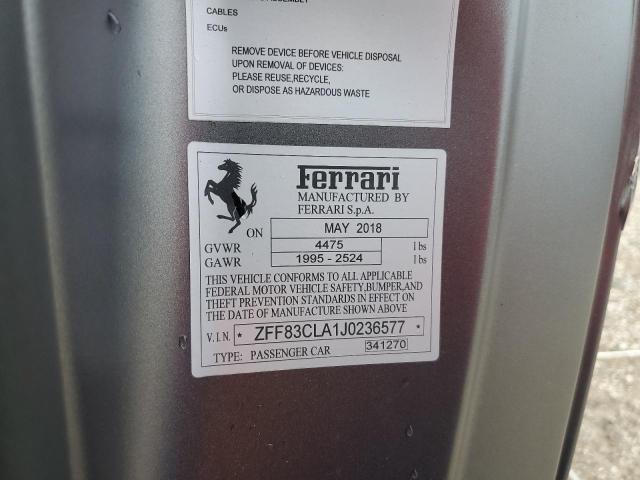 CABLES
ECUs
REMOVE DEVICE BEFORE VEHICLE DISPOSAL
UPON REMOVAL OF DEVICES:
PLEASE REUSE,RECYCLE,
OR DISPOSE AS HAZARDOUS WASTE
Ferrari
MANUFACTURED BY
FERRARI S.p.A.
ON MAY 2018
GVWR 4475 lbs
GAWR 1995 - 2524 lbs
THIS VEHICLE CONFORMS TO ALL APPLICABLE
FEDERAL MOTOR VEHICLE SAFETY,BUMPER,AND
THEFT PREVENTION STANDARDS IN EFFECT ON
THE DATE OF MANUFACTURE SHOWN ABOVE
V.I.N. * ZFF83CLA1J0236577 *
TYPE: PASSENGER CAR 341270